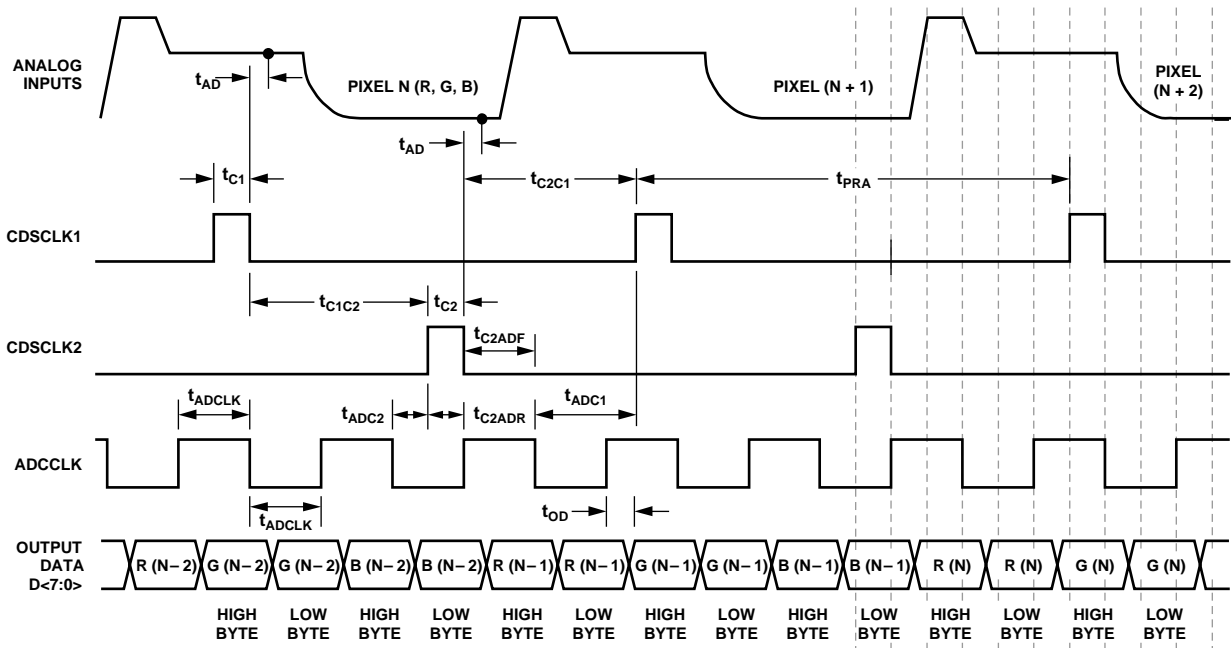 ANALOG
INPUTS
tAD
PIXEL N (R, G, B)
tAD
PIXEL (N + 1)
PIXEL
(N + 2)
tC1
tC2C1
tPRA
CDSCLK1
tC1C2
tC2
CDSCLK2
tC2ADF
tADCLK
tADC2
tC2ADR
tADC1
ADCCLK
tADCLK
tOD
OUTPUT
DATA
D<7:0>
R (N– 2) G (N– 2) G (N– 2) B (N– 2) B (N– 2) R (N– 1) R (N– 1) G (N– 1) G (N– 1) B (N– 1) B (N–1) R (N) R (N) G (N) G (N)
HIGH LOW HIGH LOW HIGH LOW HIGH LOW HIGH LOW HIGH LOW HIGH LOW
BYTE BYTE BYTE BYTE BYTE BYTE BYTE BYTE BYTE BYTE BYTE BYTE BYTE BYTE